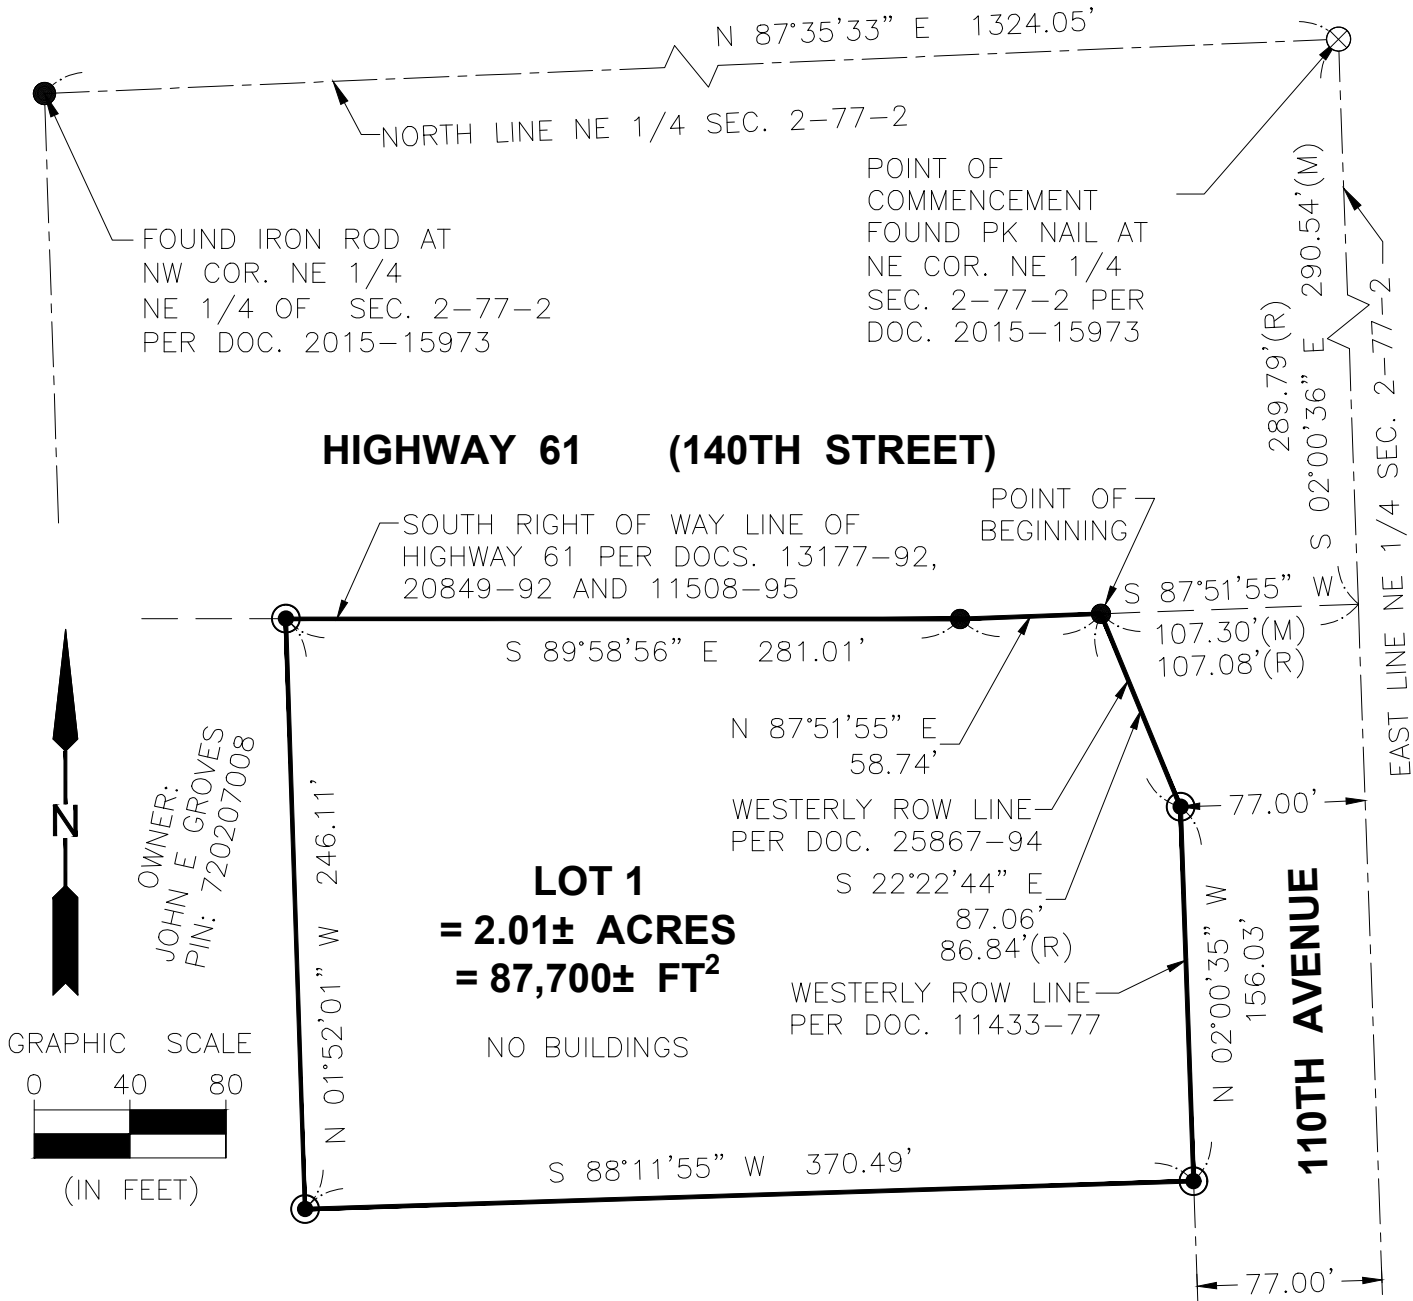 N 87°35'33" E 1324.05'
NORTH LINE NE 1/4 SEC. 2-77-2
POINT OF
COMMENCEMENT
FOUND PK NAIL AT
NE COR. NE 1/4
SEC. 2-77-2 PER
DOC. 2015-15973
FOUND IRON ROD AT
NW COR. NE 1/4
NE 1/4 OF SEC. 2-77-2
PER DOC. 2015-15973
289.79'(R)
S 02°00'36" E 290.54'(M)
EAST LINE NE 1/4 SEC. 2-77-2
HIGHWAY 61 (140TH STREET)
POINT OF
BEGINNING
SOUTH RIGHT OF WAY LINE OF
HIGHWAY 61 PER DOCS. 13177-92,
20849-92 AND 11508-95
S 87°51'55" W
107.30'(M)
107.08'(R)
S 89°58'56" E 281.01'
N 87°51'55" E
58.74'
OWNER:
JOHN E GROVES
PIN: 720207008
N 01°52'01" W 246.11'
WESTERLY ROW LINE
PER DOC. 25867-94
77.00'
S 22°22'44" E
87.06'
86.84'(R)
LOT 1
= 2.01± ACRES
= 87,700± FT²
NO BUILDINGS
WESTERLY ROW LINE
PER DOC. 11433-77
N 02°00'35" W
156.03'
110TH AVENUE
N
GRAPHIC SCALE
0 40 80
(IN FEET)
S 88°11'55" W 370.49'
77.00'